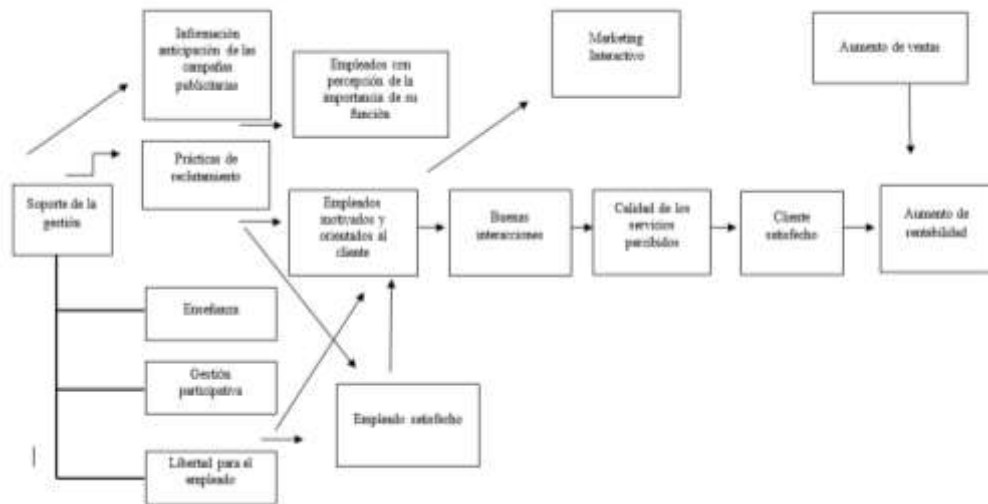 Información
anticipación de las
campañas
publicitarias
Empleados con
percepción de la
importancia de su
función
Marketing
Interactivo
Aumento de ventas
Prácticas de
reclutamiento
Soporte de la
gestión
Empleados
motivados y
orientados al
cliente
Buenas
interacciones
Calidad de los
servicios
percibidos
Cliente
satisfecho
Aumento de
rentabilidad
Enseñanza
Gestión
participativa
Empleado satisfecho
Libertad para el
empleado